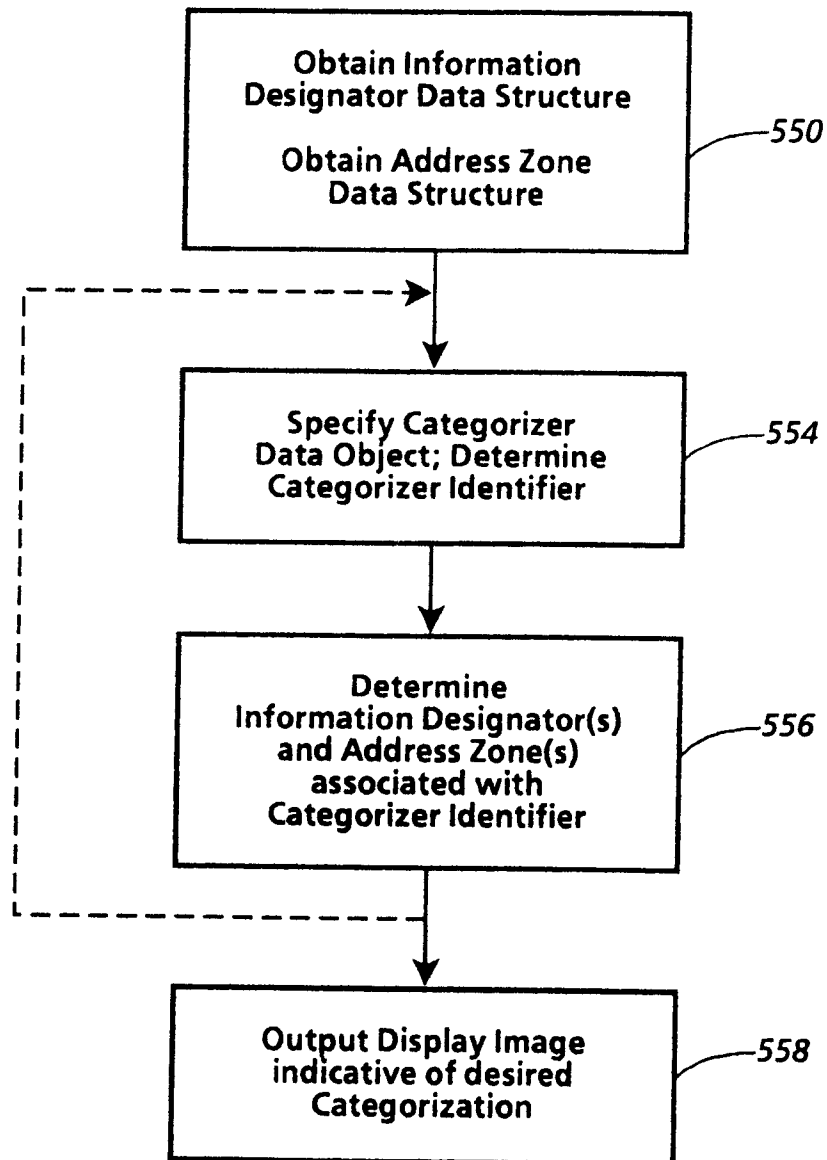 Obtain Information
Designator Data Structure
Obtain Address Zone
Data Structure
550
Specify Categorizer
Data Object; Determine
Categorizer Identifier
554
Determine
Information Designator(s)
and Address Zone(s)
associated with
Categorizer Identifier
556
Output Display Image
indicative of desired
Categorization
558